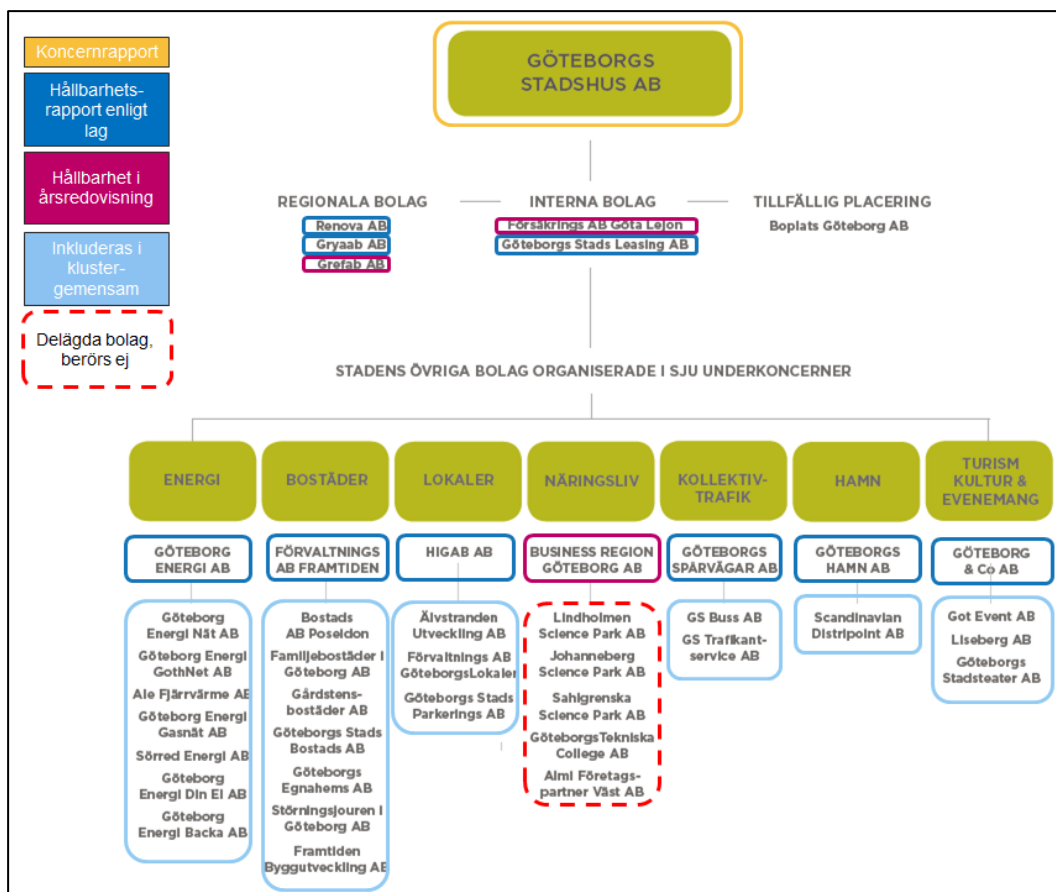 Koncernrapport
Hållbarhets-
rapport enligt
lag
Hållbarhet i
årsredovisning
Inkluderas i
kluster-
gemensam
Delägda bolag,
berörs ej
GÖTEBORGS
STADSHUS AB
REGIONALA BOLAG
Renova AB
Gryaab AB
Grefab AB
INTERNA BOLAG
Försäkrings AB Göta Lejon
Göteborgs Stads Leasing AB
TILLFÄLLIG PLACERING
Boplats Göteborg AB
STADENS ÖVRIGA BOLAG ORGANISERADE I SJU UNDERKONCERNER
ENERGI
GÖTEBORG
ENERGI AB
Göteborg
Energi Nät AB
Göteborg Energi
GothNet AB
Ale Fjärrvärme AB
Göteborg Energi
Gasnät AB
Sörred Energi AB
Göteborg
Energi Din El AB
Göteborg
Energi Backa AB
BOSTÄDER
FÖRVALTNINGS
AB FRAMTIDEN
Bostads
AB Poseidon
Familjebostäder i
Göteborg AB
Gårdstens-
bostäder AB
Göteborgs Stads
Bostads AB
Göteborgs
Egnahems AB
Störningsjouren i
Göteborg AB
Framtiden
Byggutveckling AB
LOKALER
HIGAB AB
Älvstranden
Utveckling AB
Förvaltnings AB
GöteborgsLokaler
Göteborgs Stads
Parkerings AB
NÄRINGSLIV
BUSINESS REGION
GÖTEBORG AB
Lindholmen
Science Park AB
Johanneberg
Science Park AB
Sahlgrenska
Science Park AB
GöteborgsTekniska
College AB
Almi Företags-
partner Väst AB
KOLLEKTIV-
TRAFIK
GÖTEBORGS
SPÅRVÄGAR AB
GS Buss AB
GS Trafikant-
service AB
HAMN
GÖTEBORGS
HAMN AB
Scandinavian
Distripoint AB
TURISM
KULTUR &
EVENEMANG
GÖTEBORG
& Co AB
Got Event AB
Liseberg AB
Göteborgs
Stadsteater AB